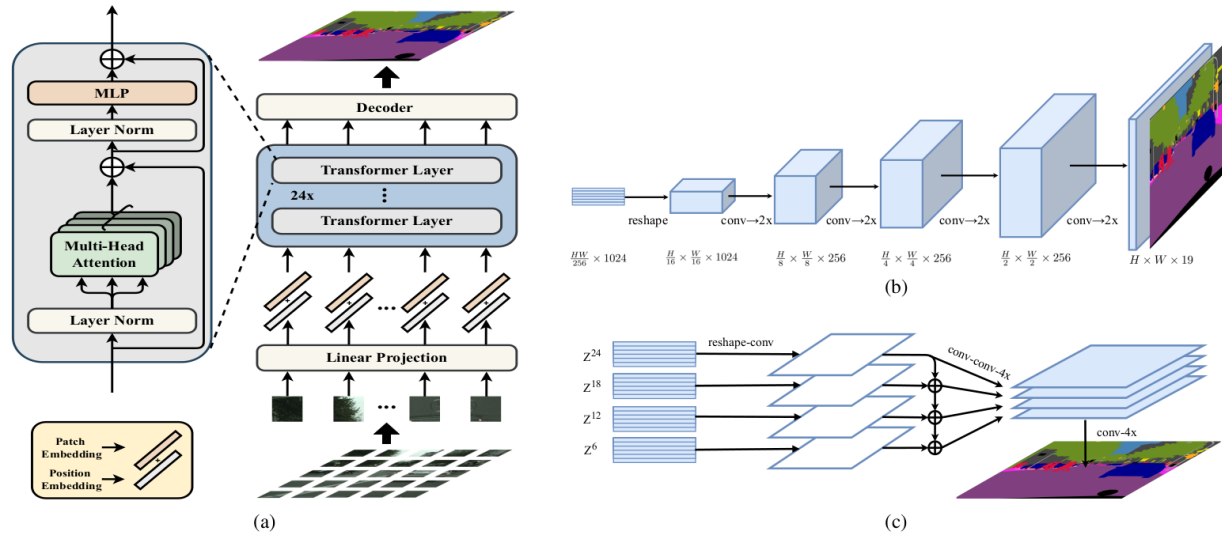 MLP
Layer Norm
Multi-Head
Attention
Layer Norm
Patch
Embedding
+
Position
Embedding
Decoder
Transformer Layer
24x
Transformer Layer
+ + + +
Linear Projection
(a)
reshape conv→2x conv→2x conv→2x conv→2x
HW/256 × 1024 H/16 × W/16 × 1024 H/8 × W/8 × 256 H/4 × W/4 × 256 H/2 × W/2 × 256 H × W × 19
(b)
Z^24 reshape-conv conv-conv-4x
Z^18
Z^12
Z^6 conv-4x
(c)